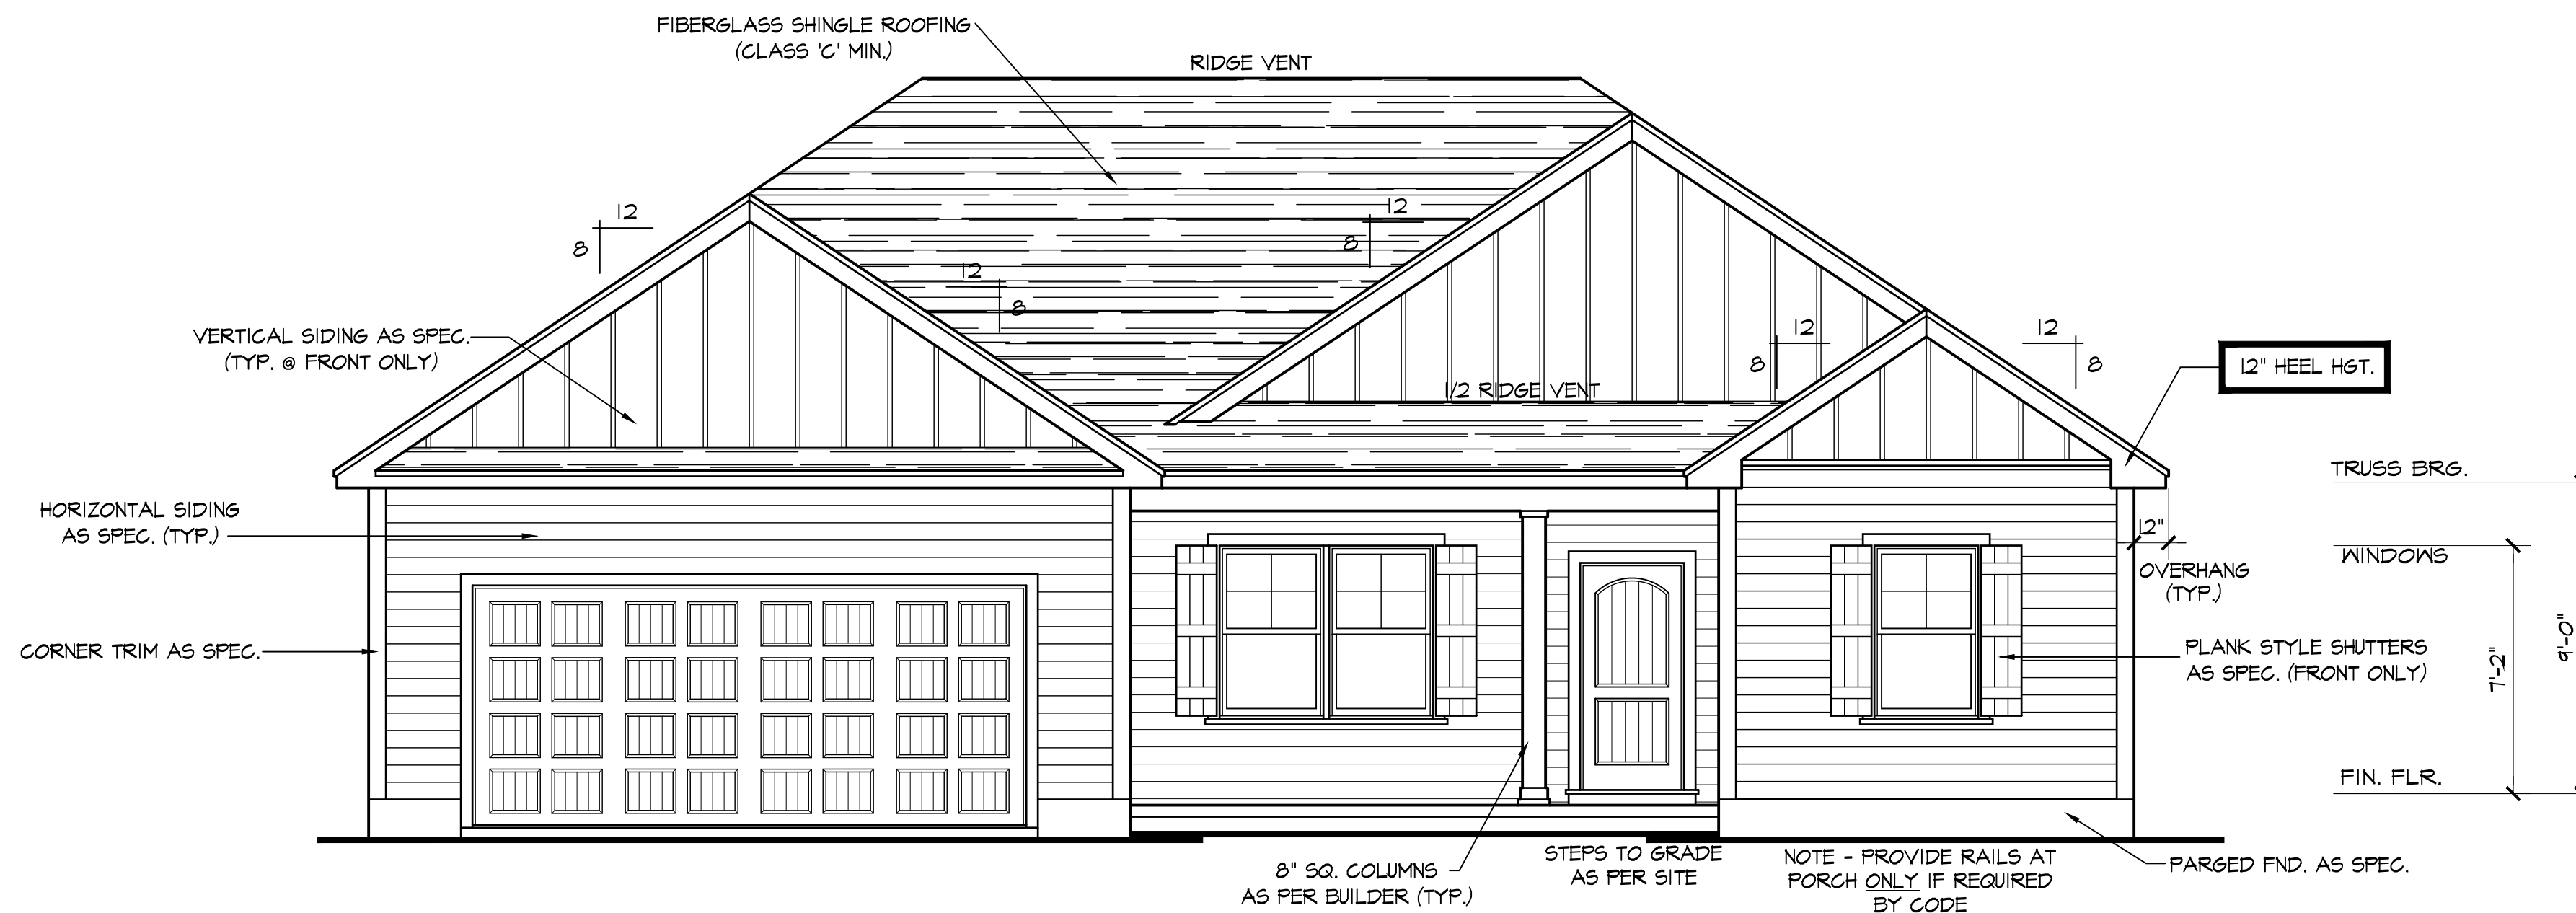 FIBERGLASS SHINGLE ROOFING
(CLASS 'C' MIN.)
RIDGE VENT
12
8
12
8
12
8
12
8
12
8
VERTICAL SIDING AS SPEC.
(TYP. @ FRONT ONLY)
1/2 RIDGE VENT
12" HEEL HGT.
TRUSS BRG.
HORIZONTAL SIDING
AS SPEC. (TYP.)
12"
OVERHANG
(TYP.)
WINDOWS
CORNER TRIM AS SPEC.
PLANK STYLE SHUTTERS
AS SPEC. (FRONT ONLY)
7'-2"
9'-0"
FIN. FLR.
8" SQ. COLUMNS
AS PER BUILDER (TYP.)
STEPS TO GRADE
AS PER SITE
NOTE - PROVIDE RAILS AT
PORCH ONLY IF REQUIRED
BY CODE
PARGED FND. AS SPEC.